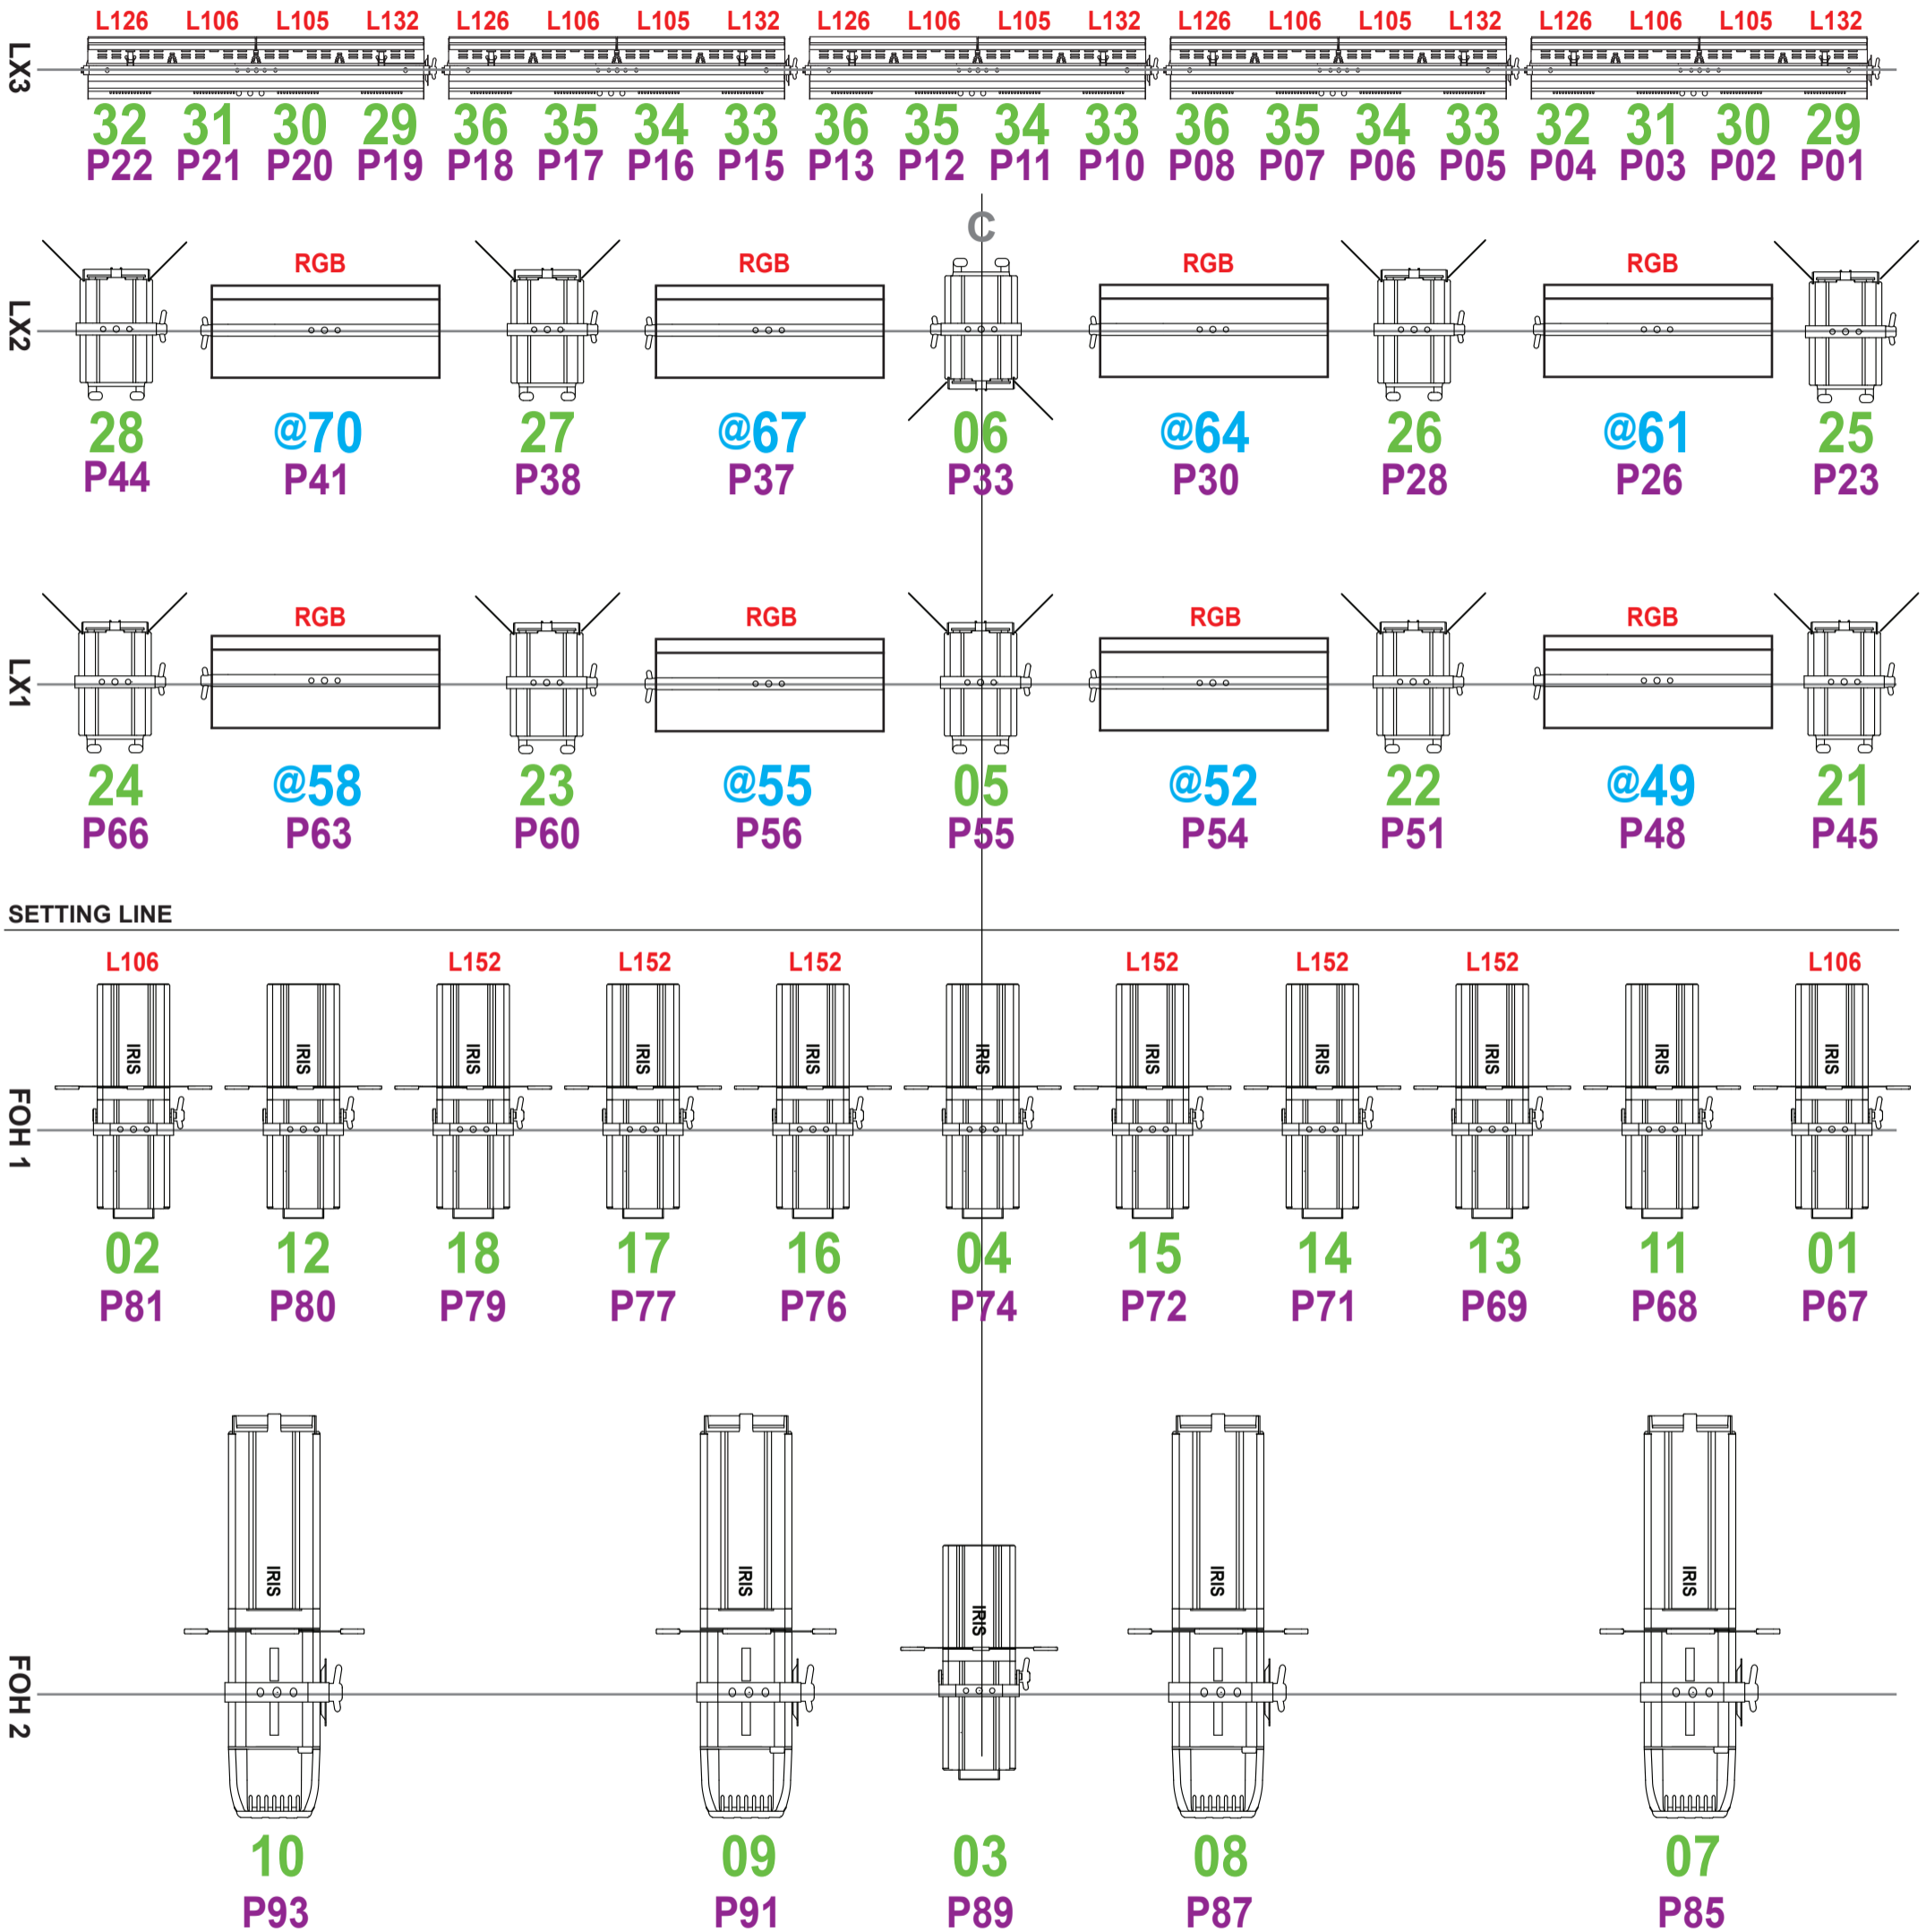 L126 L106 L105 L132 L126 L106 L105 L132 L126 L106 L105 L132 L126 L106 L105 L132 L126 L106 L105 L132
LX3
32 31 30 29 36 35 34 33 36 35 34 33 36 35 34 33 32 31 30 29
P22 P21 P20 P19 P18 P17 P16 P15 P13 P12 P11 P10 P08 P07 P06 P05 P04 P03 P02 P01
C
RGB RGB RGB RGB
LX2
28 @70 27 @67 06 @64 26 @61 25
P44 P41 P38 P37 P33 P30 P28 P26 P23
RGB RGB RGB RGB
LX1
24 @58 23 @55 05 @52 22 @49 21
P66 P63 P60 P56 P55 P54 P51 P48 P45
SETTING LINE
L106 L152 L152 L152 L152 L152 L152 L106
IRIS IRIS IRIS IRIS IRIS IRIS IRIS IRIS IRIS IRIS IRIS
FOH 1
02 12 18 17 16 04 15 14 13 11 01
P81 P80 P79 P77 P76 P74 P72 P71 P69 P68 P67
IRIS IRIS IRIS IRIS IRIS
FOH 2
10 09 03 08 07
P93 P91 P89 P87 P85